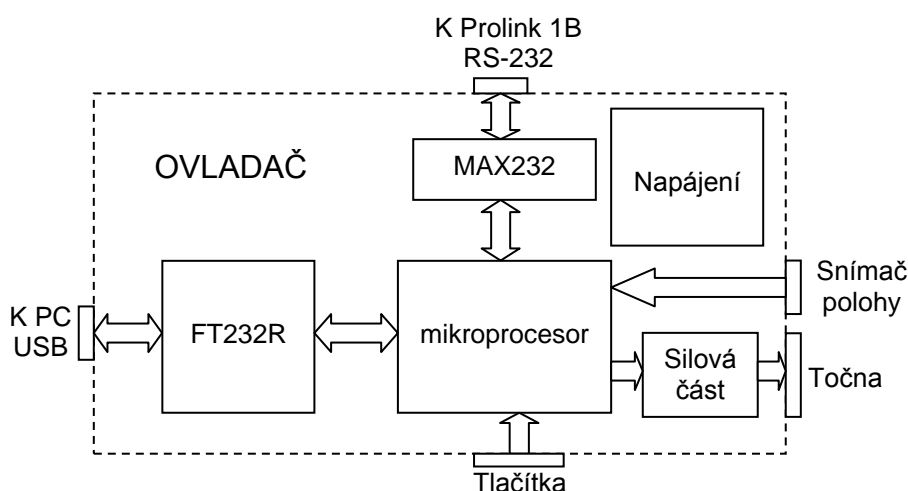 K Prolink 1B
RS-232
OVLADAČ
MAX232
Napájení
Snímač
polohy
K PC
USB
FT232R
mikroprocesor
Silová
část
Točna
Tlačítka